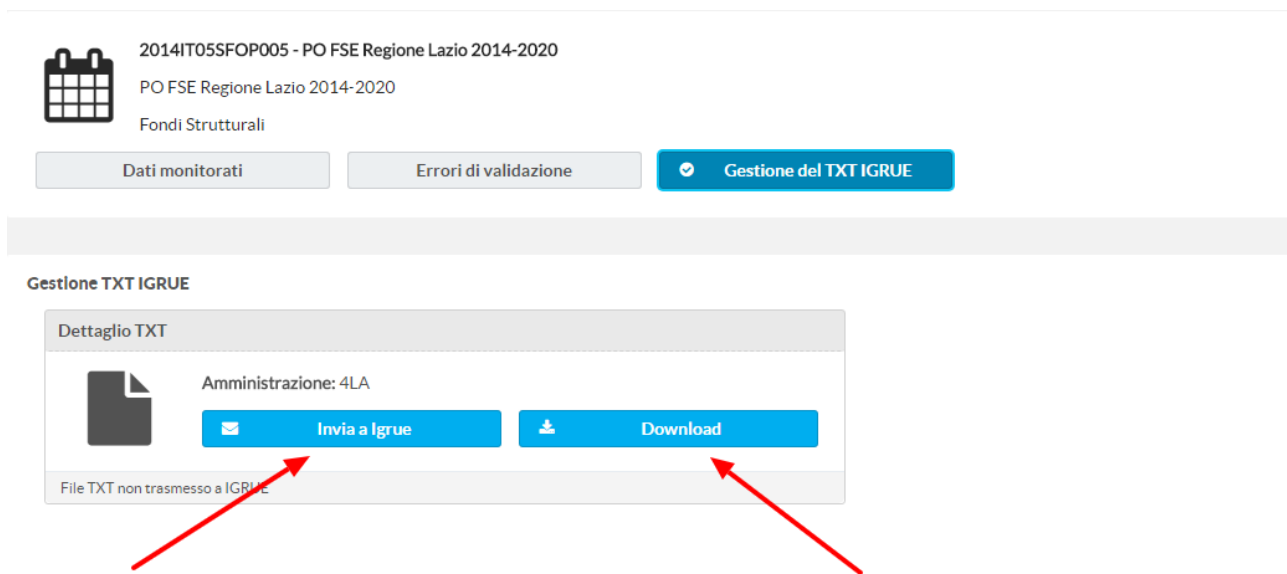 2014IT05SFOP005 - PO FSE Regione Lazio 2014-2020
PO FSE Regione Lazio 2014-2020
Fondi Strutturali
Dati monitorati
Errori di validazione
Gestione del TXT IGRUE
Gestione TXT IGRUE
Dettaglio TXT
Amministrazione: 4LA
Invia a Igrue
Download
File TXT non trasmesso a IGRUE